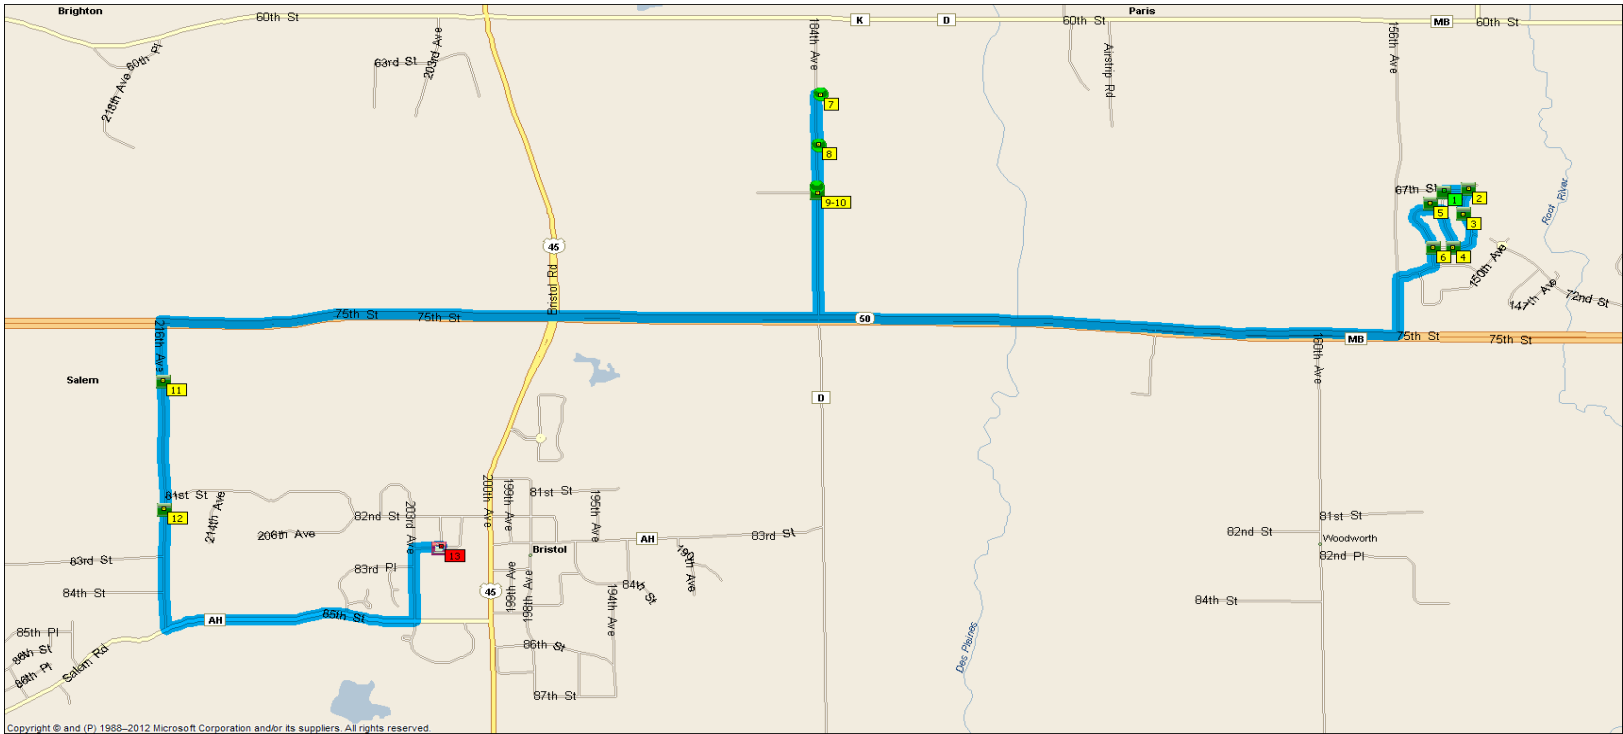 Brighton
60th St
K
D
60th St
Paris
MB
60th St
60th Pl
218th Ave
63rd St
203rd Ave
184th Ave
Airstrip Rd
156th Ave
7
8
9-10
67th St
1
2
5
3
6
4
Root River
150th Ave
147th Ave
72nd St
45
Bristol Rd
75th St
75th St
50
MB
75th St
75th St
216th Ave
160th Ave
Salem
11
D
81st St
12
214th Ave
206th Ave
82nd St
203rd Ave
200th Ave
199th Ave
81st St
195th Ave
13
Bristol
AH
83rd St
190th Ave
81st St
82nd St
Woodworth
82nd Pl
83rd St
83rd Pl
84th St
45
199th Ave
198th Ave
84th St
194th Ave
84th St
AH
85th St
85th Pl
86th St
86th Pl
Salem Rd
86th St
87th St
Des Pleines
Copyright © and (P) 1988–2012 Microsoft Corporation and/or its suppliers. All rights reserved.